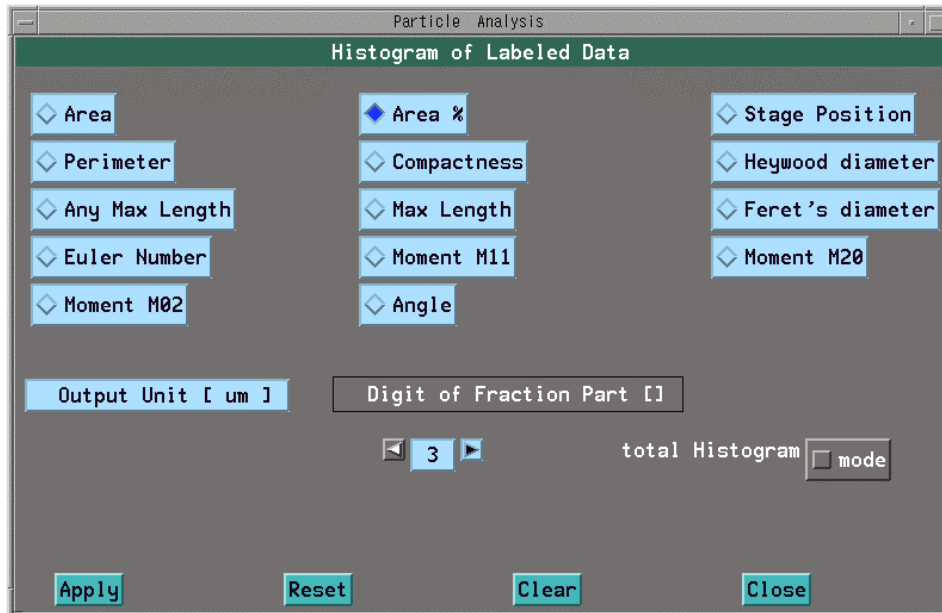 Particle Analysis
Histogram of Labeled Data
Area Area % Stage Position
Perimeter Compactness Heywood diameter
Any Max Length Max Length Feret's diameter
Euler Number Moment M11 Moment M20
Moment M02 Angle
Output Unit [ um ] Digit of Fraction Part []
3 total Histogram mode
Apply Reset Clear Close